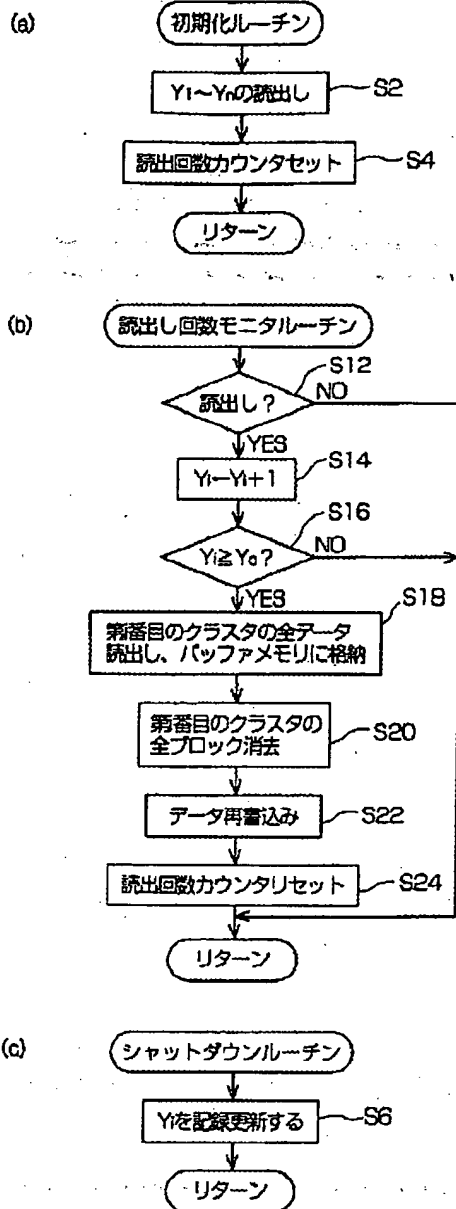 (a)
初期化ルーチン
Y1~Ynの読出し
S2
読出回数カウンタセット
S4
リターン
(b)
読出し回数モニタルーチン
S12
読出し?
NO
YES
S14
Yi←Yi+1
S16
Yi≧Yo?
NO
YES
S18
第i番目のクラスタの全データ
読出し、バッファメモリに格納
第i番目のクラスタの
全ブロック消去
S20
データ再書込み
S22
読出回数カウンタリセット
S24
リターン
(c)
シャットダウンルーチン
Yiを記録更新する
S6
リターン